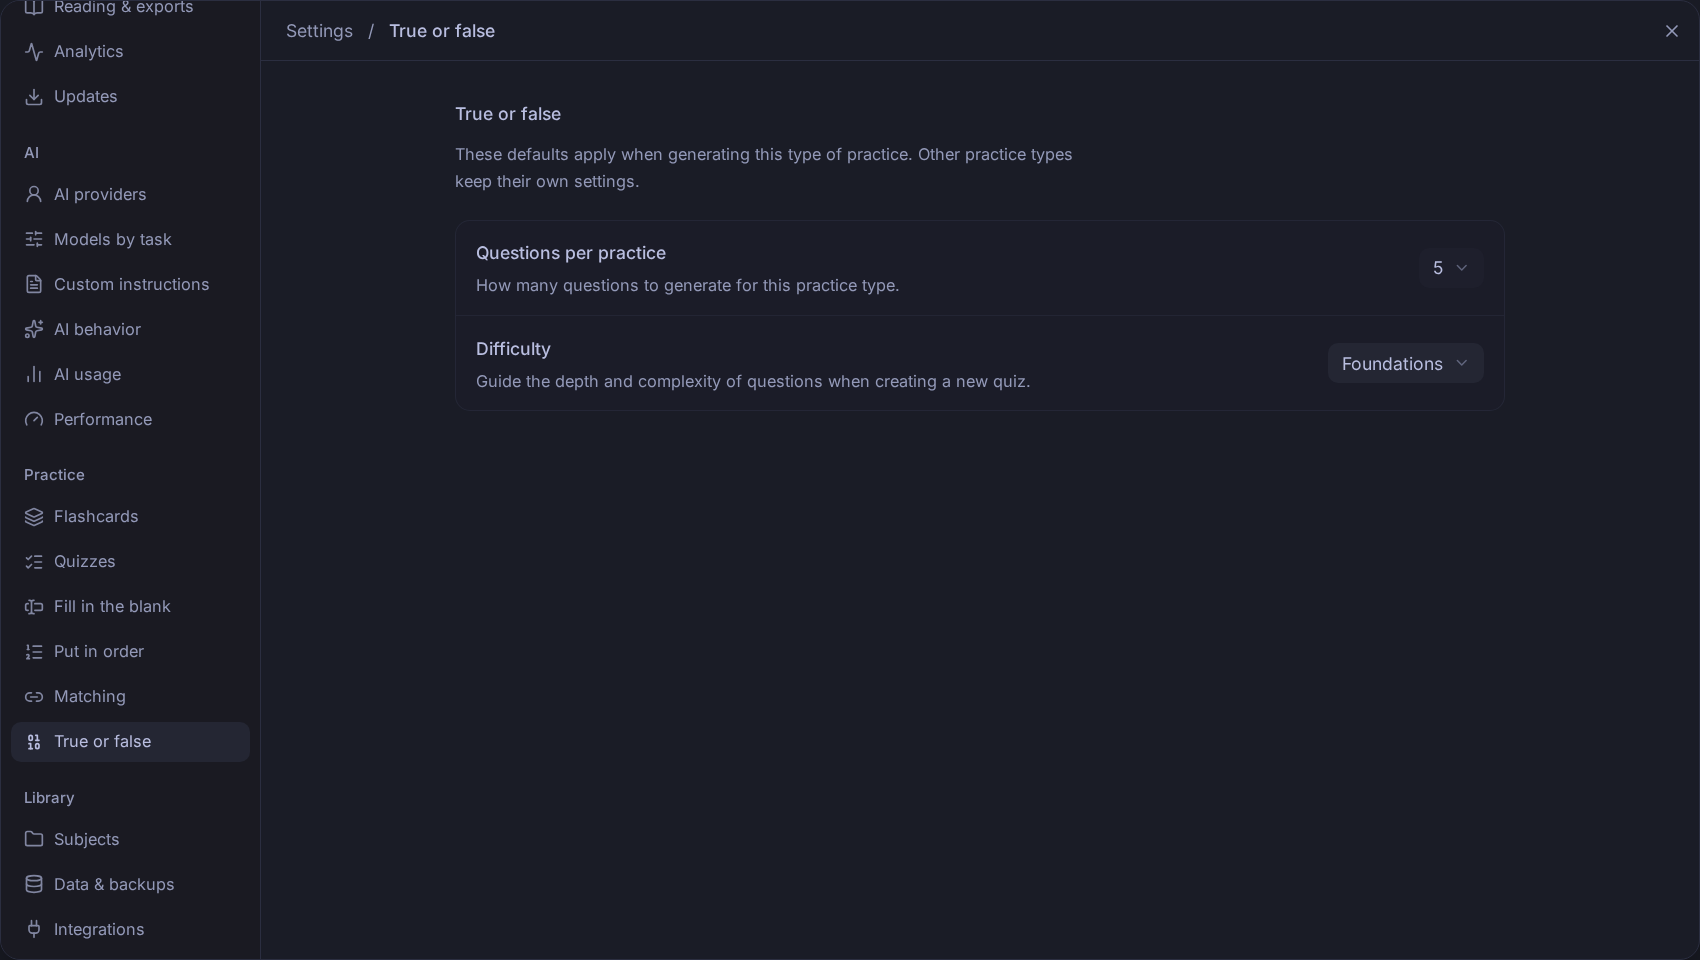 Reading & exports
Analytics
Updates
AI
AI providers
Models by task
Custom instructions
AI behavior
AI usage
Performance
Practice
Flashcards
Quizzes
Fill in the blank
Put in order
Matching
True or false
Library
Subjects
Data & backups
Integrations
Settings / True or false
True or false
These defaults apply when generating this type of practice. Other practice types
keep their own settings.
Questions per practice
How many questions to generate for this practice type.
5
Difficulty
Guide the depth and complexity of questions when creating a new quiz.
Foundations